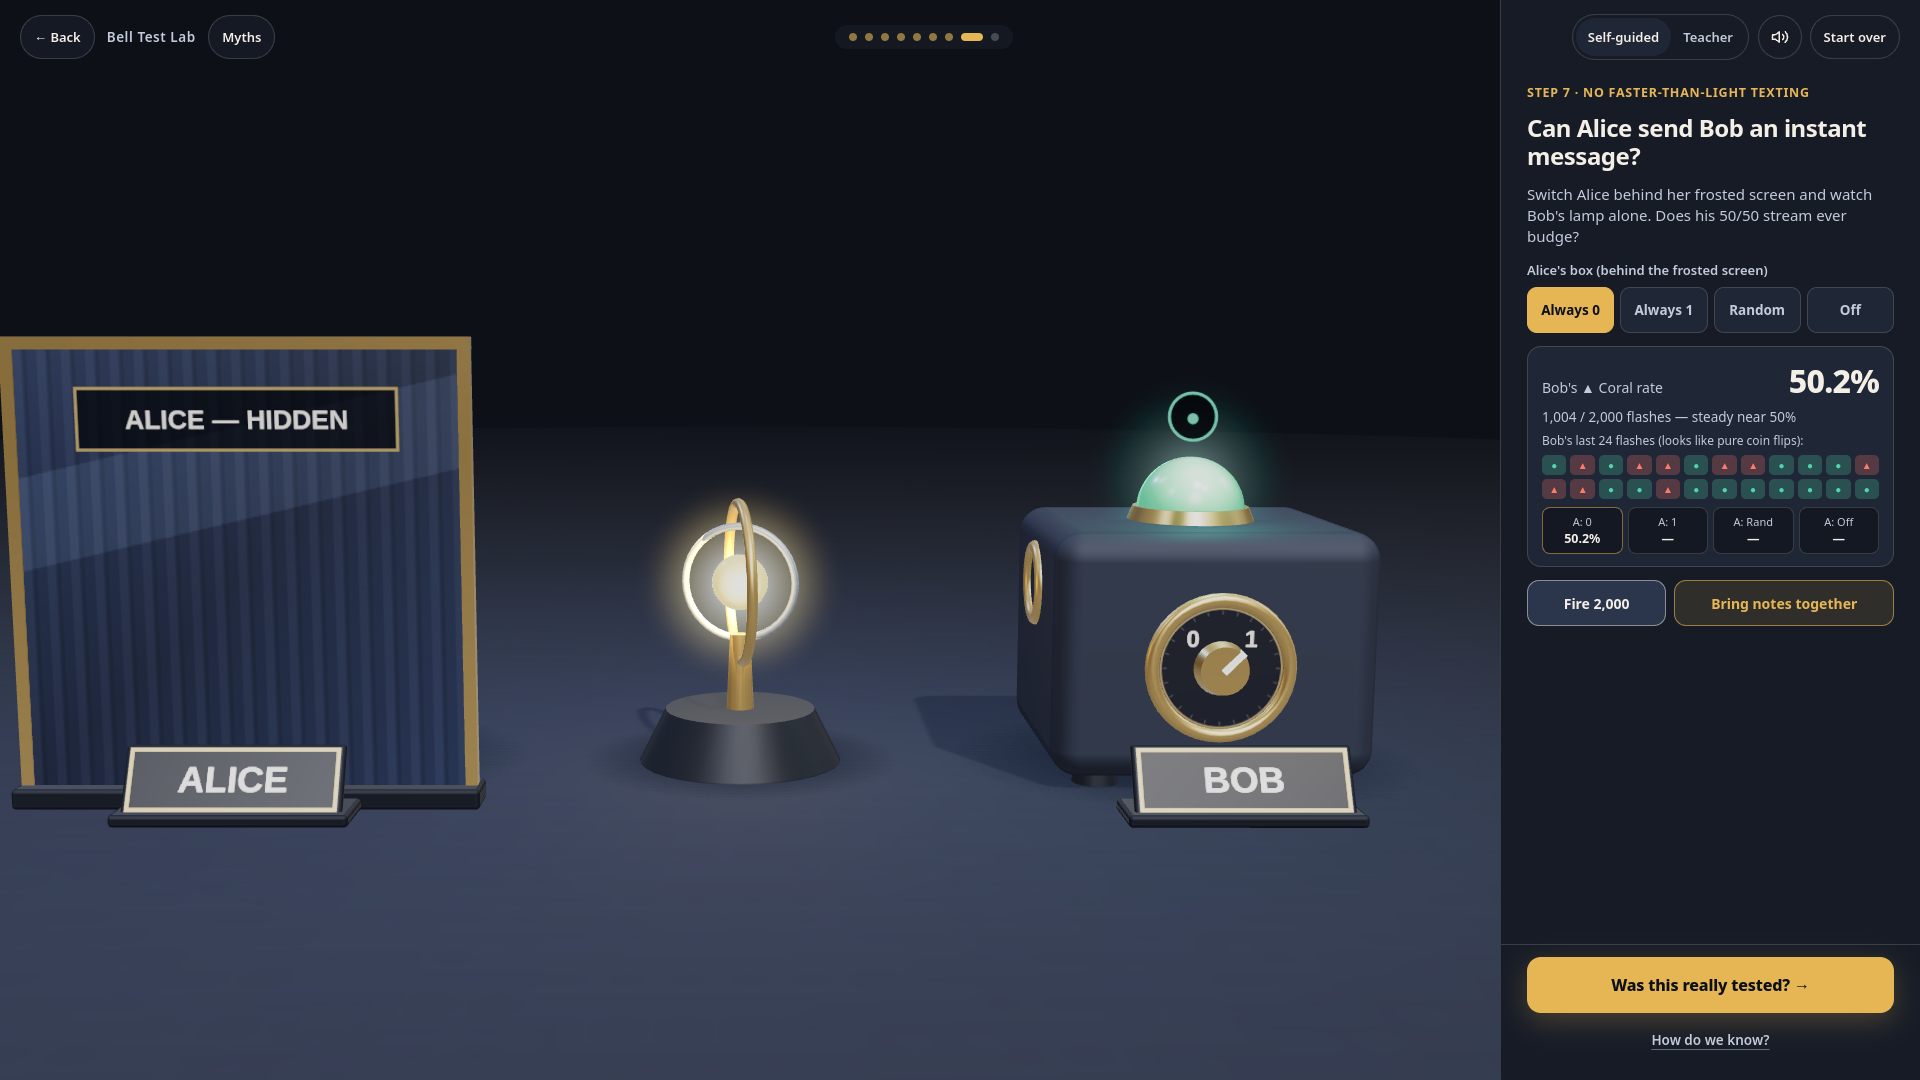 ← Back
Bell Test Lab
Myths
Self-guided
Teacher
Start over
STEP 7 · NO FASTER-THAN-LIGHT TEXTING
Can Alice send Bob an instant
message?
Switch Alice behind her frosted screen and watch
Bob's lamp alone. Does his 50/50 stream ever
budge?
Alice's box (behind the frosted screen)
Always 0
Always 1
Random
Off
Bob's ▲ Coral rate
50.2%
1,004 / 2,000 flashes — steady near 50%
Bob's last 24 flashes (looks like pure coin flips):
A: 0
50.2%
A: 1
—
A: Rand
—
A: Off
—
Fire 2,000
Bring notes together
Was this really tested? →
How do we know?
ALICE — HIDDEN
ALICE
0 1
BOB